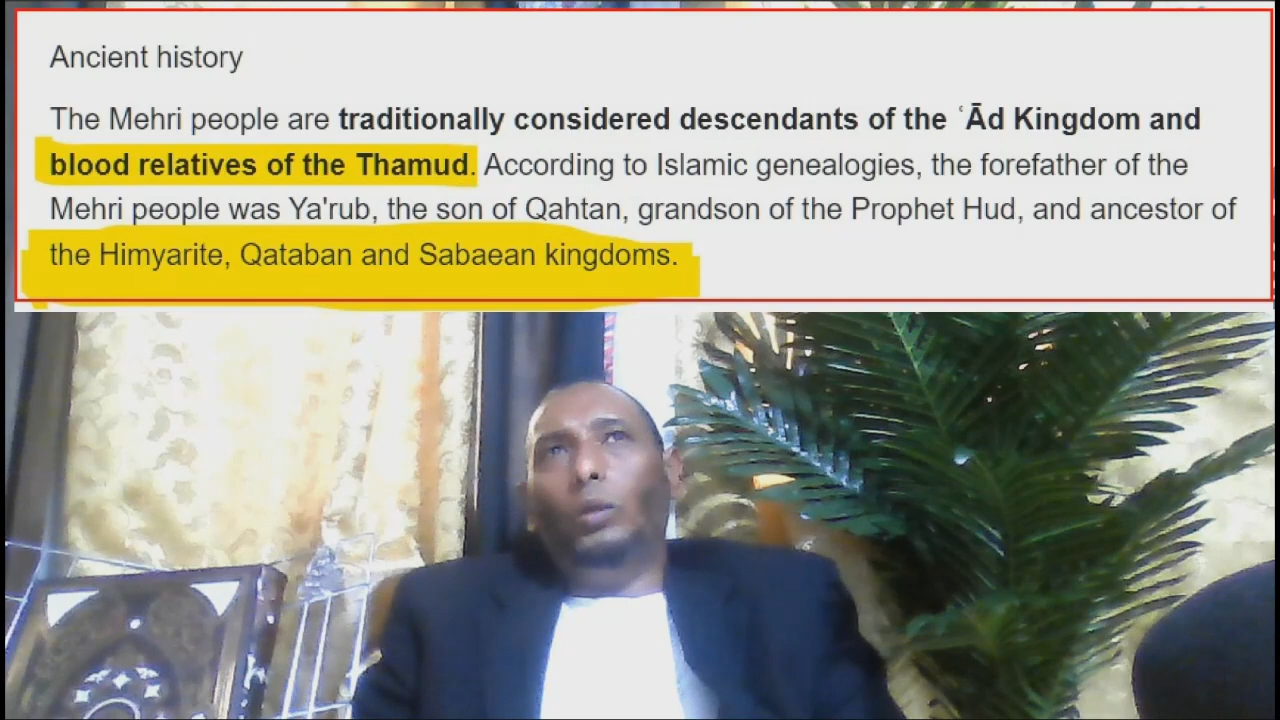 Ancient history
The Mehri people are traditionally considered descendants of the ʿĀd Kingdom and
blood relatives of the Thamud. According to Islamic genealogies, the forefather of the
Mehri people was Ya'rub, the son of Qahtan, grandson of the Prophet Hud, and ancestor of
the Himyarite, Qataban and Sabaean kingdoms.